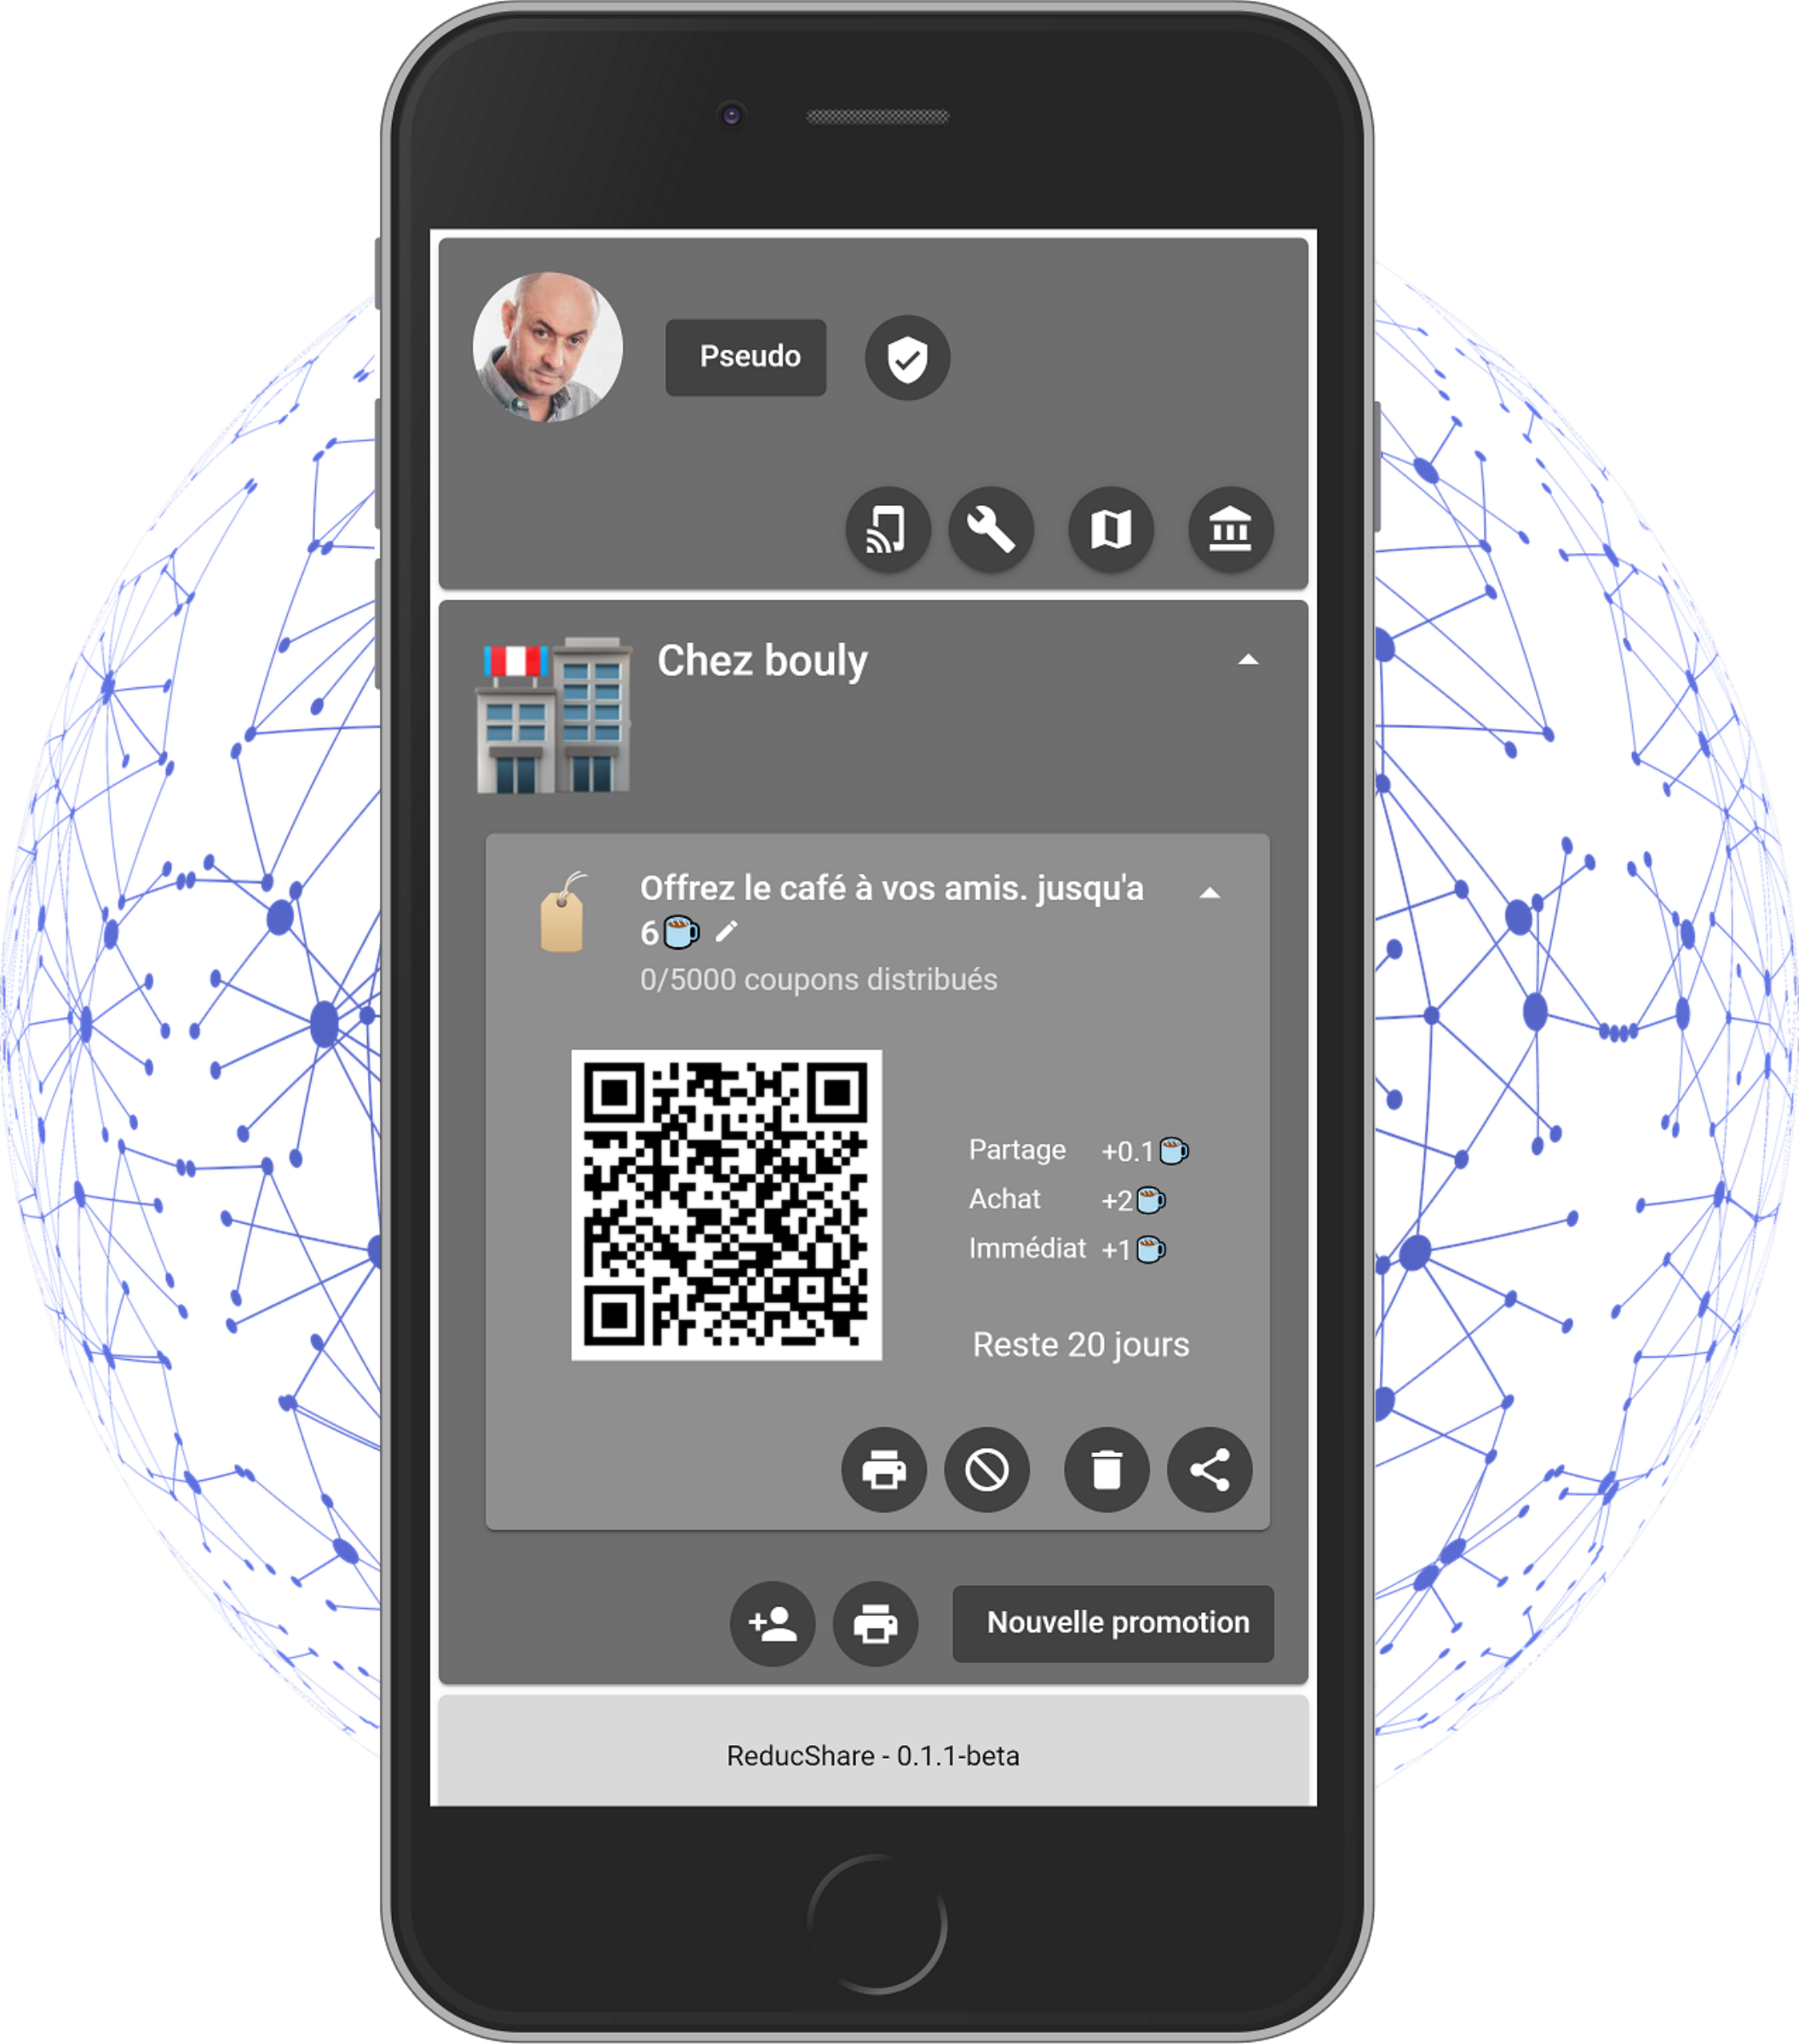 Pseudo
Chez bouly
Offrez le café à vos amis. jusqu'a
6
0/5000 coupons distribués
Partage +0.1
Achat +2
Immédiat +1
Reste 20 jours
Nouvelle promotion
ReducShare - 0.1.1-beta